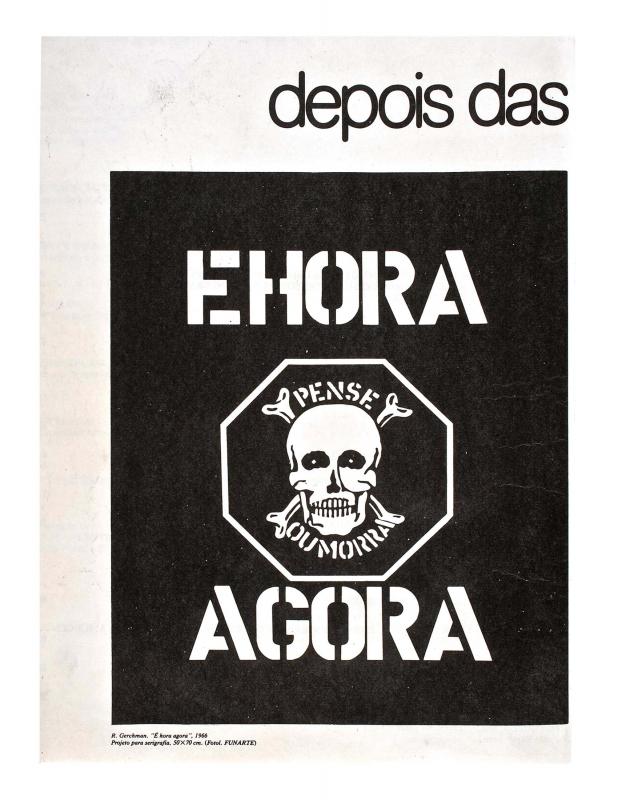 depois das
EHORA
PENSE
OU MORRA
AGORA
R. Gerchman. "É hora agora", 1966
Projeto para serigrafia, 50×70 cm. (Fotol. FUNARTE)